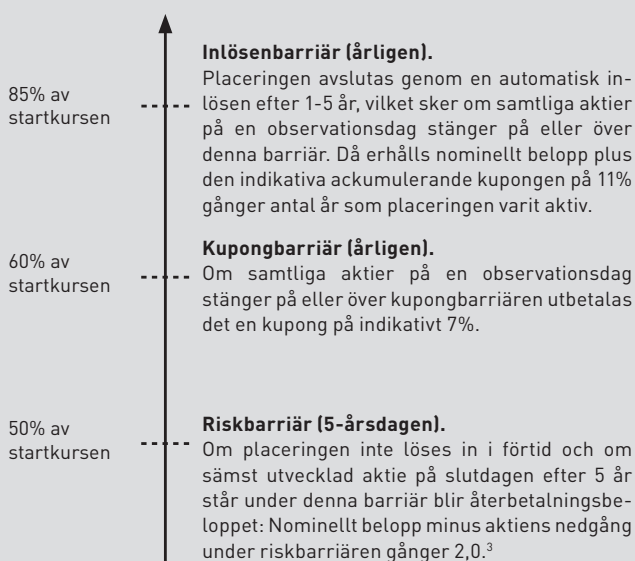 Inlösenbarriär (årligen).
85% av
startkursen
Placeringen avslutas genom en automatisk in-
lösen efter 1-5 år, vilket sker om samtliga aktier
på en observationsdag stänger på eller över
denna barriär. Då erhålls nominellt belopp plus
den indikativa ackumulerande kupongen på 11%
gånger antal år som placeringen varit aktiv.
60% av
startkursen
Kupongbarriär (årligen).
Om samtliga aktier på en observationsdag
stänger på eller över kupongbarriären utbetalas
det en kupong på indikativt 7%.
50% av
startkursen
Riskbarriär (5-årsdagen).
Om placeringen inte löses in i förtid och om
sämst utvecklad aktie på slutdagen efter 5 år
står under denna barriär blir återbetalningsbe-
loppet: Nominellt belopp minus aktiens nedgång
under riskbarriären gånger 2,0.³